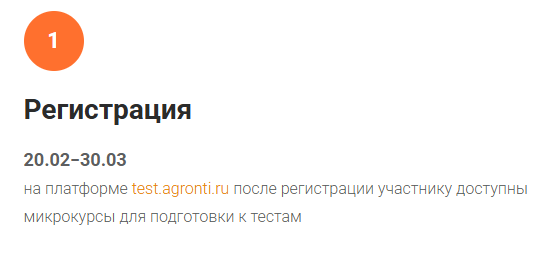 1
Регистрация
20.02–30.03
на платформе test.agronti.ru после регистрации участнику доступны
микрокурсы для подготовки к тестам